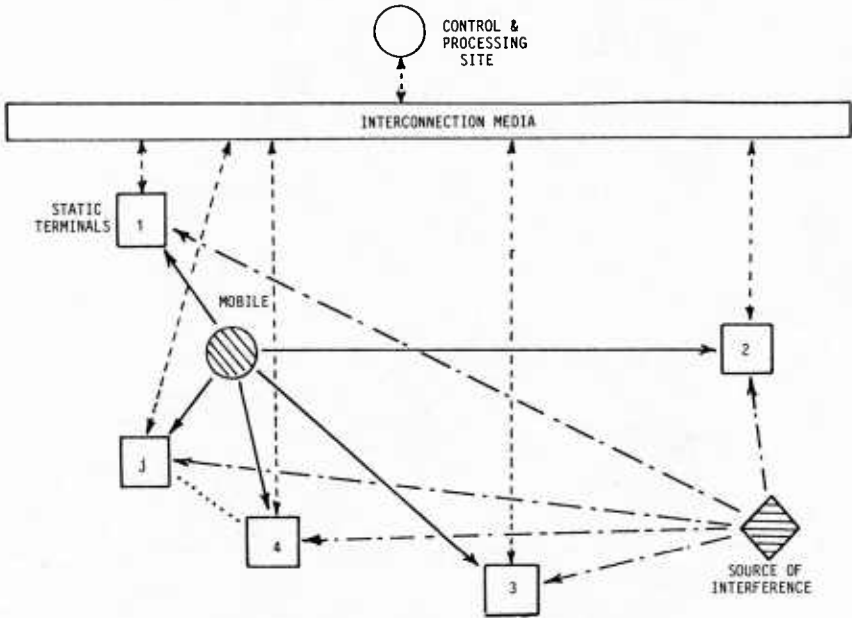 CONTROL &
PROCESSING
SITE
INTERCONNECTION MEDIA
STATIC
TERMINALS
1
MOBILE
2
j
4
3
SOURCE OF
INTERFERENCE